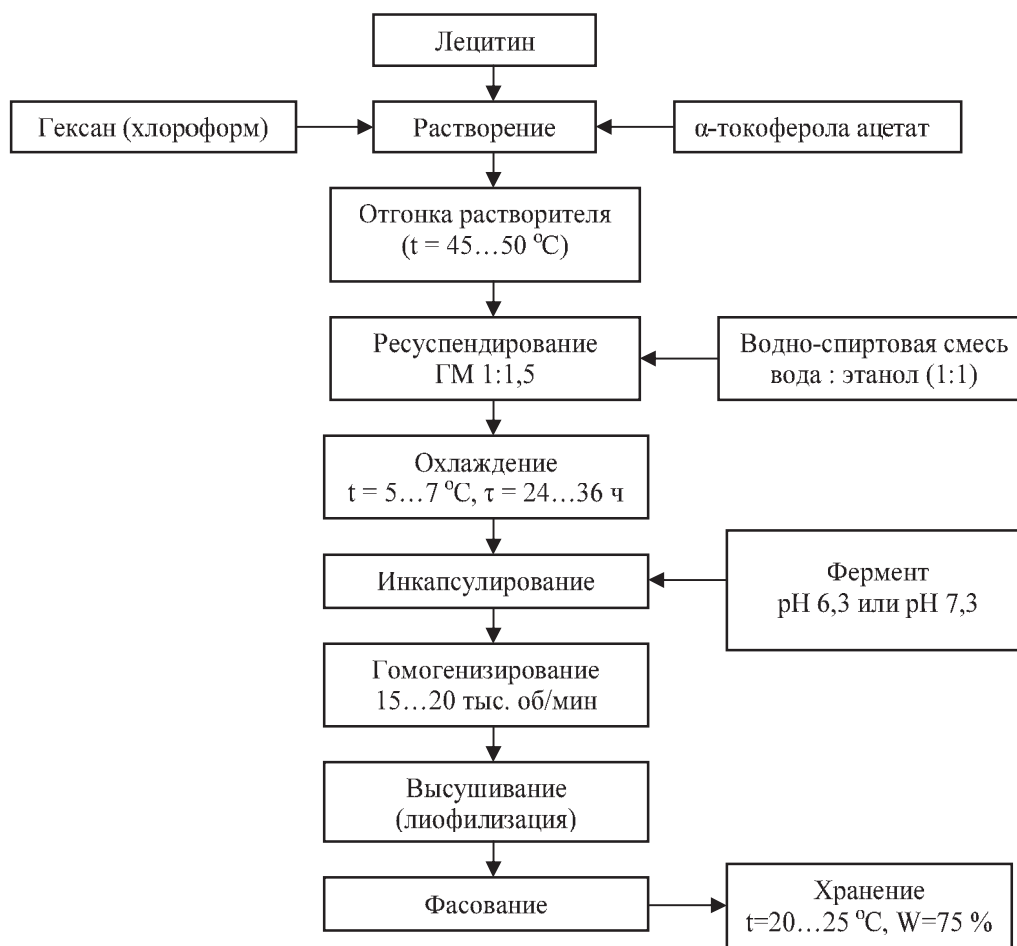 Лецитин
Гексан (хлороформ)
Растворение
α-токоферола ацетат
Отгонка растворителя
(t = 45…50 °С)
Ресуспендирование
ГМ 1:1,5
Водно-спиртовая смесь
вода : этанол (1:1)
Охлаждение
t = 5…7 °С, τ = 24…36 ч
Инкапсулирование
Фермент
рН 6,3 или рН 7,3
Гомогенизирование
15…20 тыс. об/мин
Высушивание
(лиофилизация)
Фасование
Хранение
t=20…25 °С, W=75 %